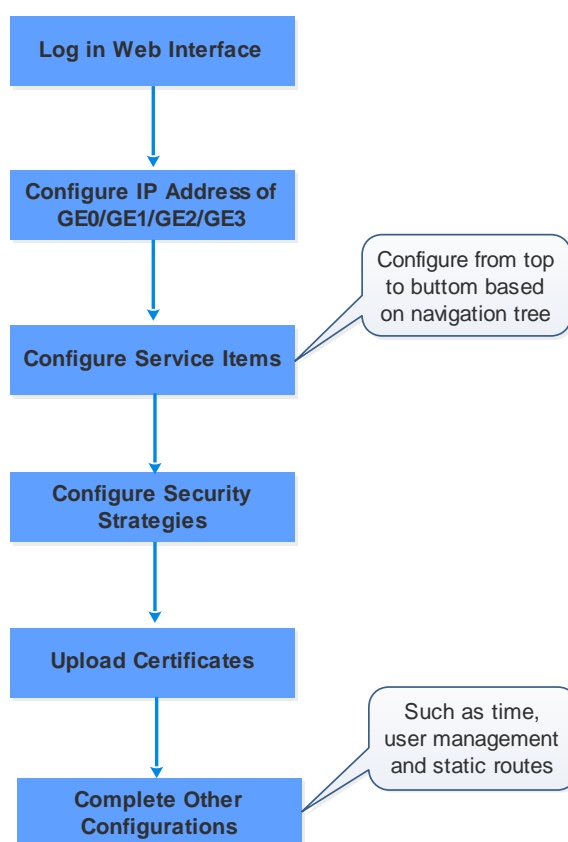 Log in Web Interface
Configure IP Address of
GE0/GE1/GE2/GE3
Configure from top
to buttom based
on navigation tree
Configure Service Items
Configure Security
Strategies
Upload Certificates
Such as time,
user management
and static routes
Complete Other
Configurations